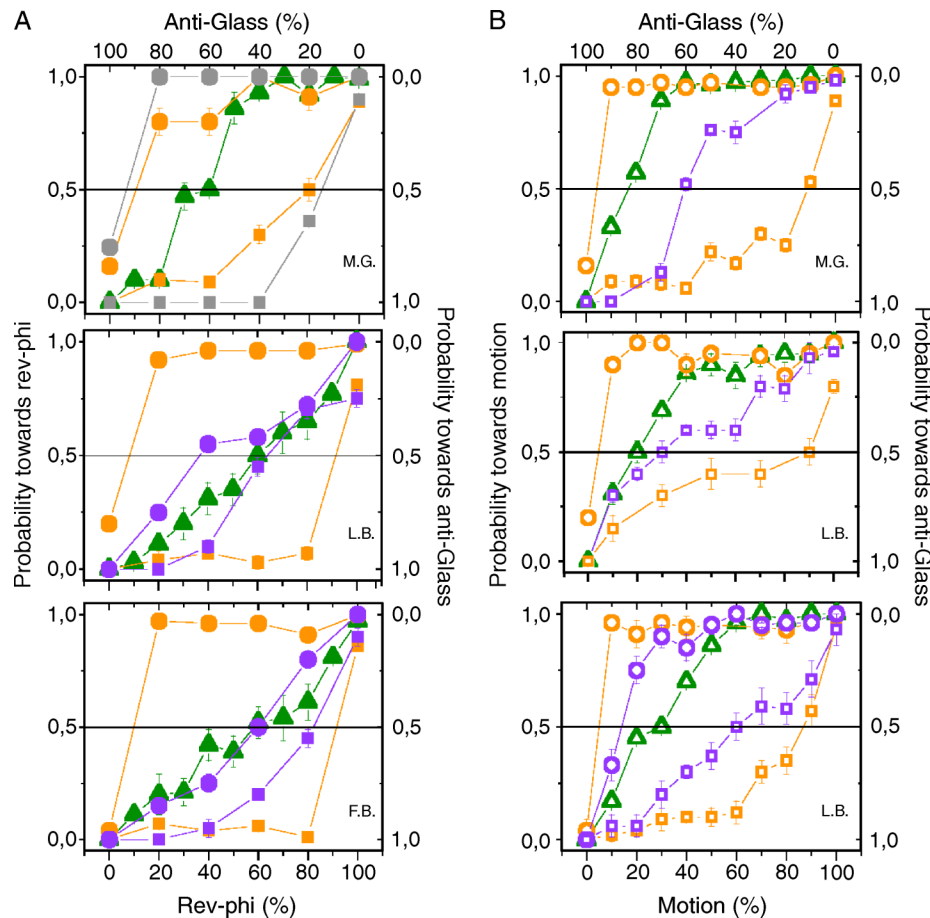 A
Anti-Glass (%)
100 80 60 40 20 0
1,0 0,0
0,5 0,5
M.G.
0,0 1,0
1,0 0,0
0,5 0,5
L.B.
0,0 1,0
1,0 0,0
0,5 0,5
F.B.
0,0 1,0
0 20 40 60 80 100
Rev-phi (%)
Probability towards rev-phi
Probability towards anti-Glass
B
Anti-Glass (%)
100 80 60 40 20 0
1,0 0,0
0,5 0,5
M.G.
0,0 1,0
1,0 0,0
0,5 0,5
L.B.
0,0 1,0
1,0 0,0
0,5 0,5
L.B.
0,0 1,0
0 20 40 60 80 100
Motion (%)
Probability towards motion
Probability towards anti-Glass